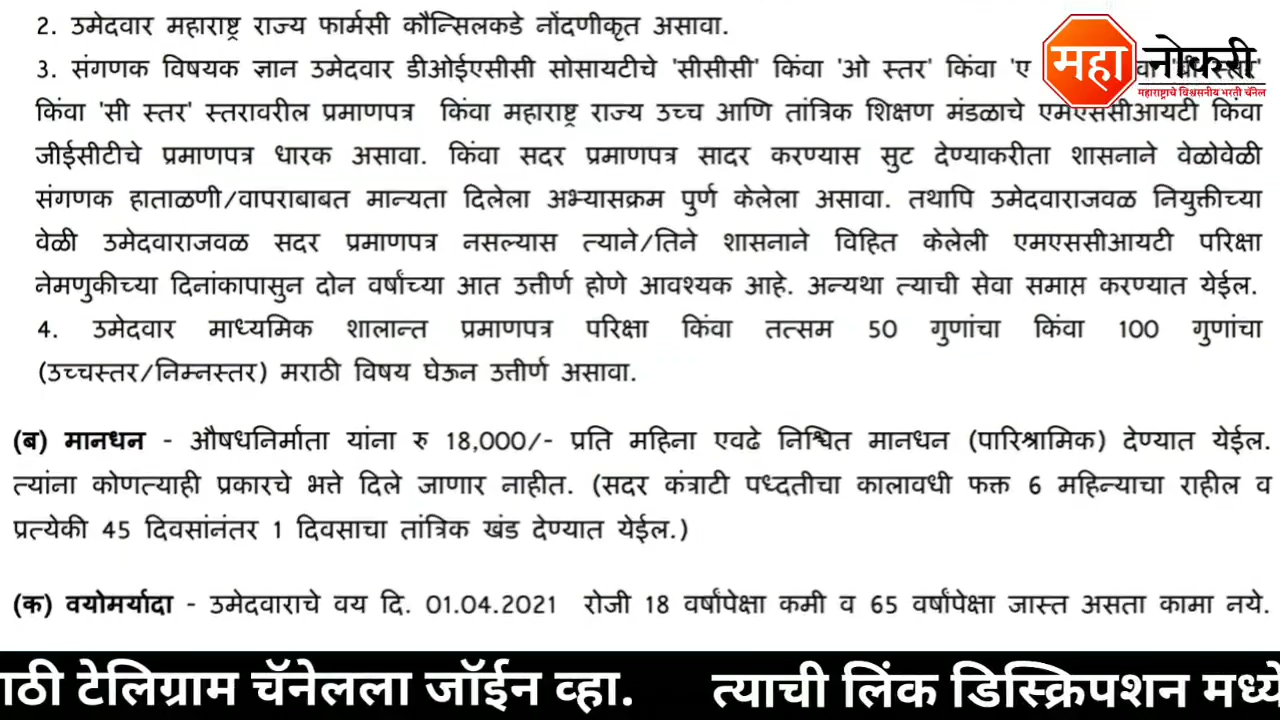 2. उमेदवार महाराष्ट्र राज्य फार्मसी कौन्सिलकडे नोंदणीकृत असावा.
महा नोकरी
महाराष्ट्राचे विश्वसनीय भरती चॅनेल
3. संगणक विषयक ज्ञान उमेदवार डीओईएसीसी सोसायटीचे 'सीसीसी' किंवा 'ओ स्तर' किंवा 'ए
किंवा 'सी स्तर' स्तरावरील प्रमाणपत्र किंवा महाराष्ट्र राज्य उच्च आणि तांत्रिक शिक्षण मंडळाचे एमएससीआयटी किंवा
जीईसीटीचे प्रमाणपत्र धारक असावा. किंवा सदर प्रमाणपत्र सादर करण्यास सुट देण्याकरीता शासनाने वेळोवेळी
संगणक हाताळणी/वापराबाबत मान्यता दिलेला अभ्यासक्रम पुर्ण केलेला असावा. तथापि उमेदवाराजवळ नियुक्तीच्या
वेळी उमेदवाराजवळ सदर प्रमाणपत्र नसल्यास त्याने/तिने शासनाने विहित केलेली एमएससीआयटी परिक्षा
नेमणुकीच्या दिनांकापासुन दोन वर्षांच्या आत उत्तीर्ण होणे आवश्यक आहे. अन्यथा त्याची सेवा समाप्त करण्यात येईल.
4. उमेदवार माध्यमिक शालान्त प्रमाणपत्र परिक्षा किंवा तत्सम 50 गुणांचा किंवा 100 गुणांचा
(उच्चस्तर/निम्नस्तर) मराठी विषय घेऊन उत्तीर्ण असावा.
(ब) मानधन - औषधनिर्माता यांना रु 18,000/- प्रति महिना एवढे निश्चित मानधन (पारिश्रामिक) देण्यात येईल.
त्यांना कोणत्याही प्रकारचे भत्ते दिले जाणार नाहीत. (सदर कंत्राटी पध्दतीचा कालावधी फक्त 6 महिन्याचा राहील व
प्रत्येकी 45 दिवसांनंतर 1 दिवसाचा तांत्रिक खंड देण्यात येईल.)
(क) वयोमर्यादा - उमेदवाराचे वय दि. 01.04.2021 रोजी 18 वर्षांपेक्षा कमी व 65 वर्षांपेक्षा जास्त असता कामा नये.
ाठी टेलिग्राम चॅनेलला जॉईन व्हा. त्याची लिंक डिस्क्रिपशन मध्ये